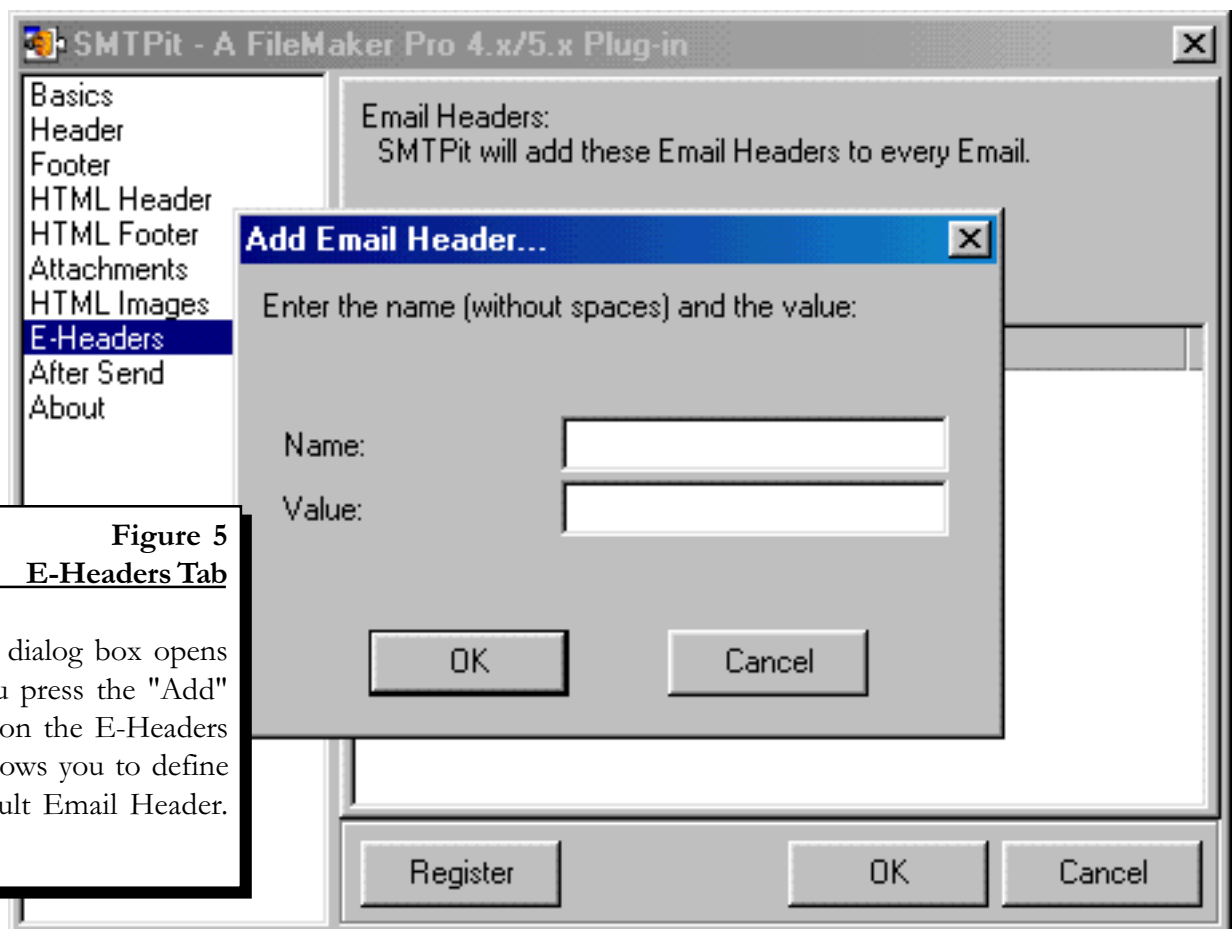 SMTPit - A FileMaker Pro 4.x/5.x Plug-in
Basics
Header
Footer
HTML Header
HTML Footer
Attachments
HTML Images
E-Headers
After Send
About
Email Headers:
SMTPit will add these Email Headers to every Email.
Add Email Header...
Enter the name (without spaces) and the value:
Name:
Value:
OK
Cancel
Figure 5
E-Headers Tab
dialog box opens
press the "Add"
on the E-Headers
you to define
Email Header.
Register
OK
Cancel